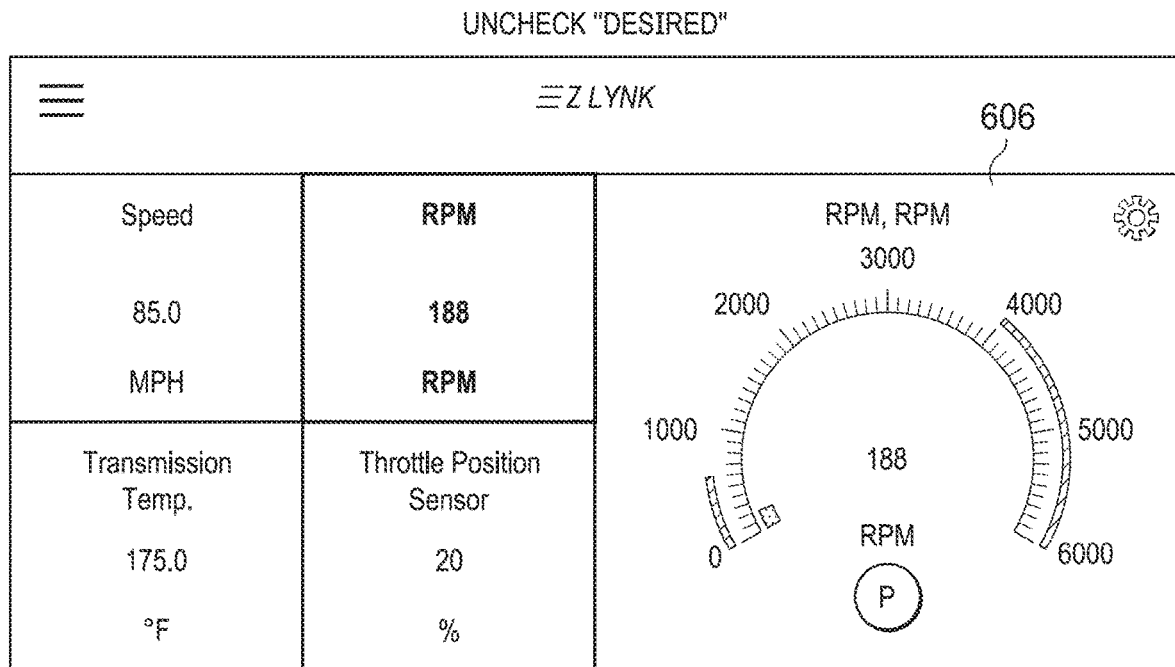 UNCHECK "DESIRED"
EZ LYNK
606
Speed
85.0
MPH
RPM
188
RPM
Transmission
Temp.
175.0
°F
Throttle Position
Sensor
20
%
RPM, RPM
3000
2000
4000
1000
5000
188
0
RPM
6000
P